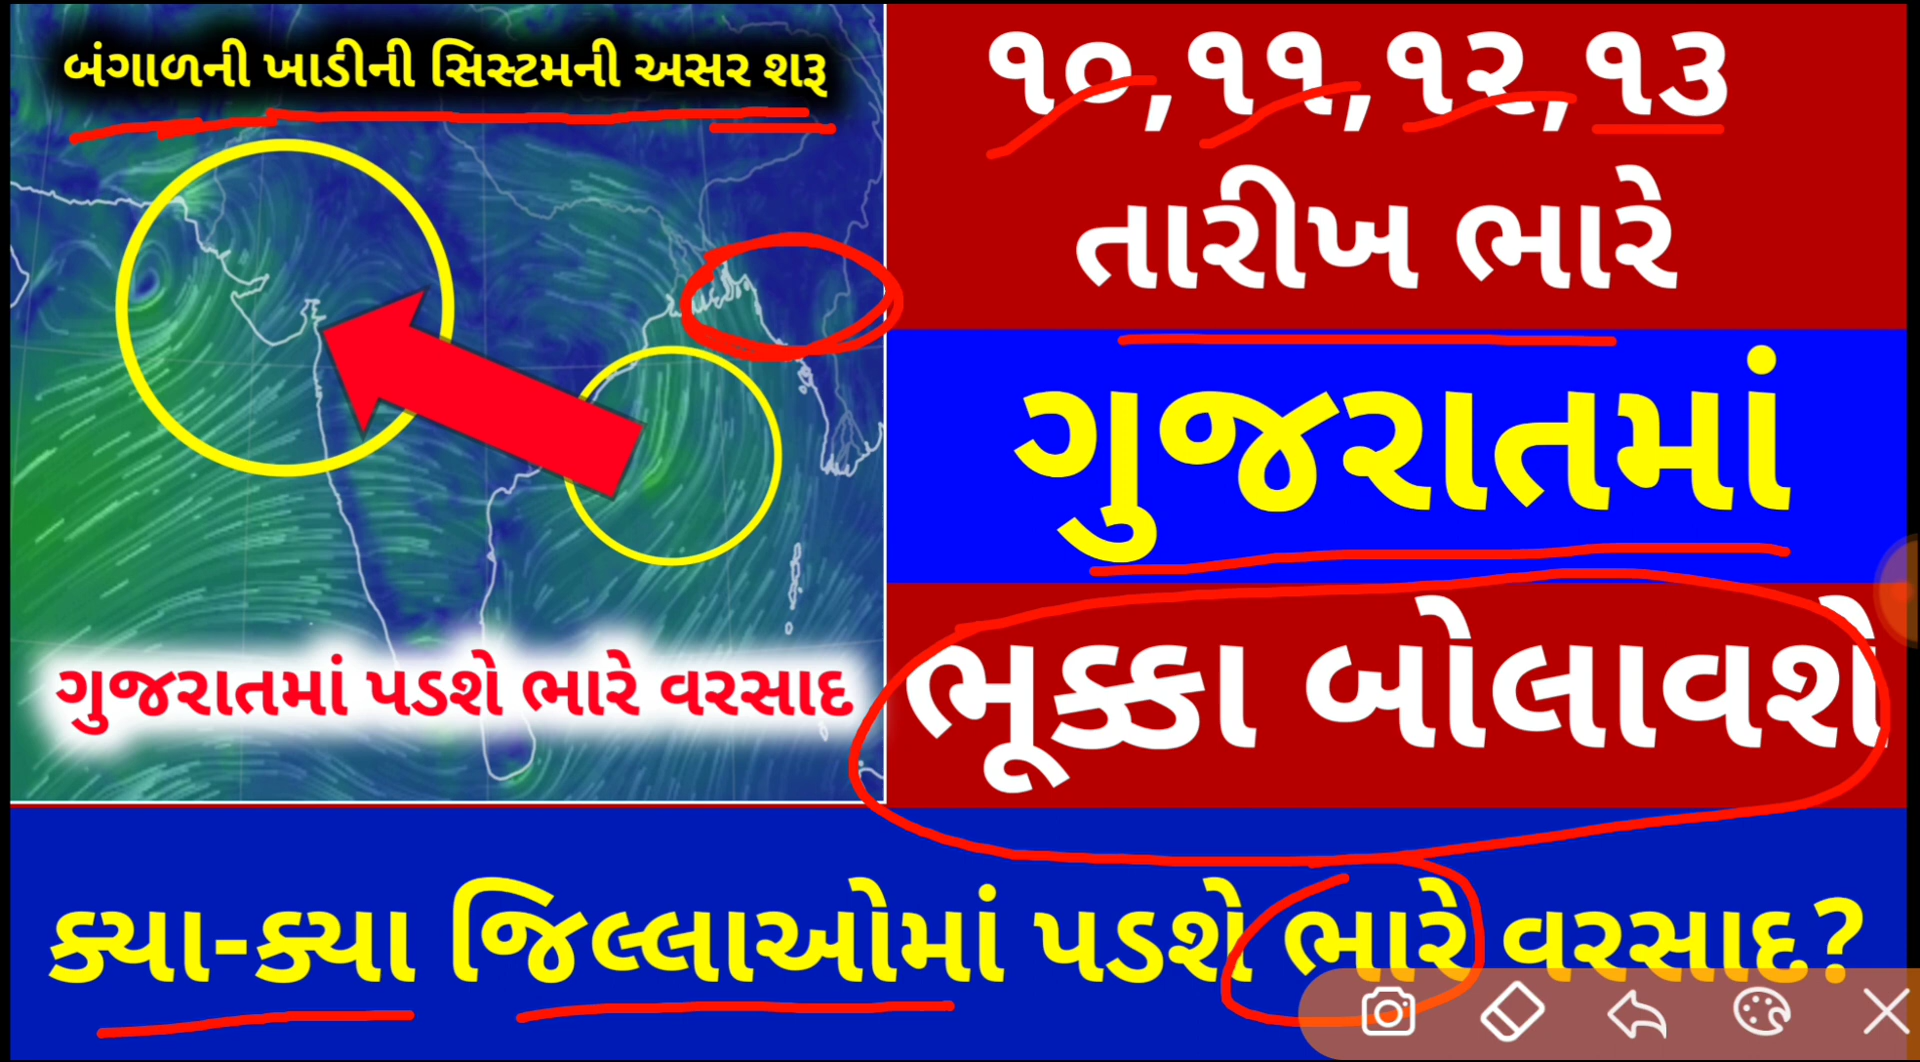 બંગાળની ખાડીની સિસ્ટમની અસર શરૂ
ગુજરાતમાં પડશે ભારે વરસાદ
૧૦,૧૧,૧૨,૧૩
તારીખ ભારે
ગુજરાતમાં
ભૂક્કા બોલાવશે
ક્યા-ક્યા જિલ્લાઓમાં પડશે ભારે વરસાદ?